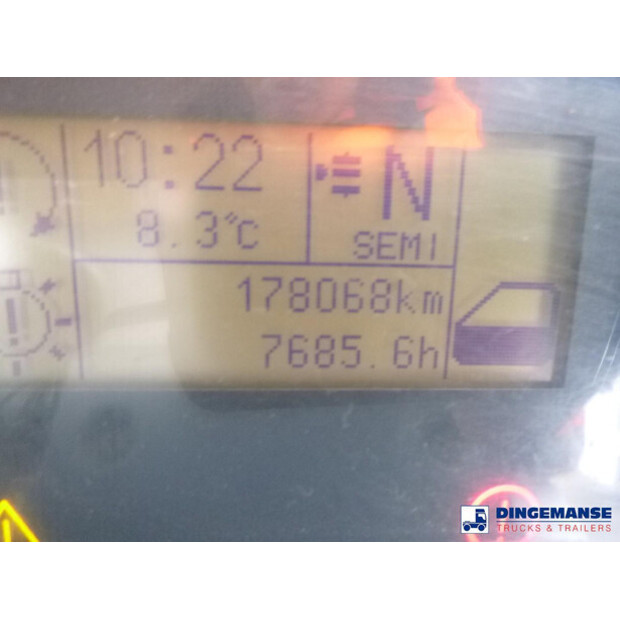 10:22
8.3°C
N
SEMI
178068km
7685.6h
DINGEMANSE
TRUCKS & TRAILERS